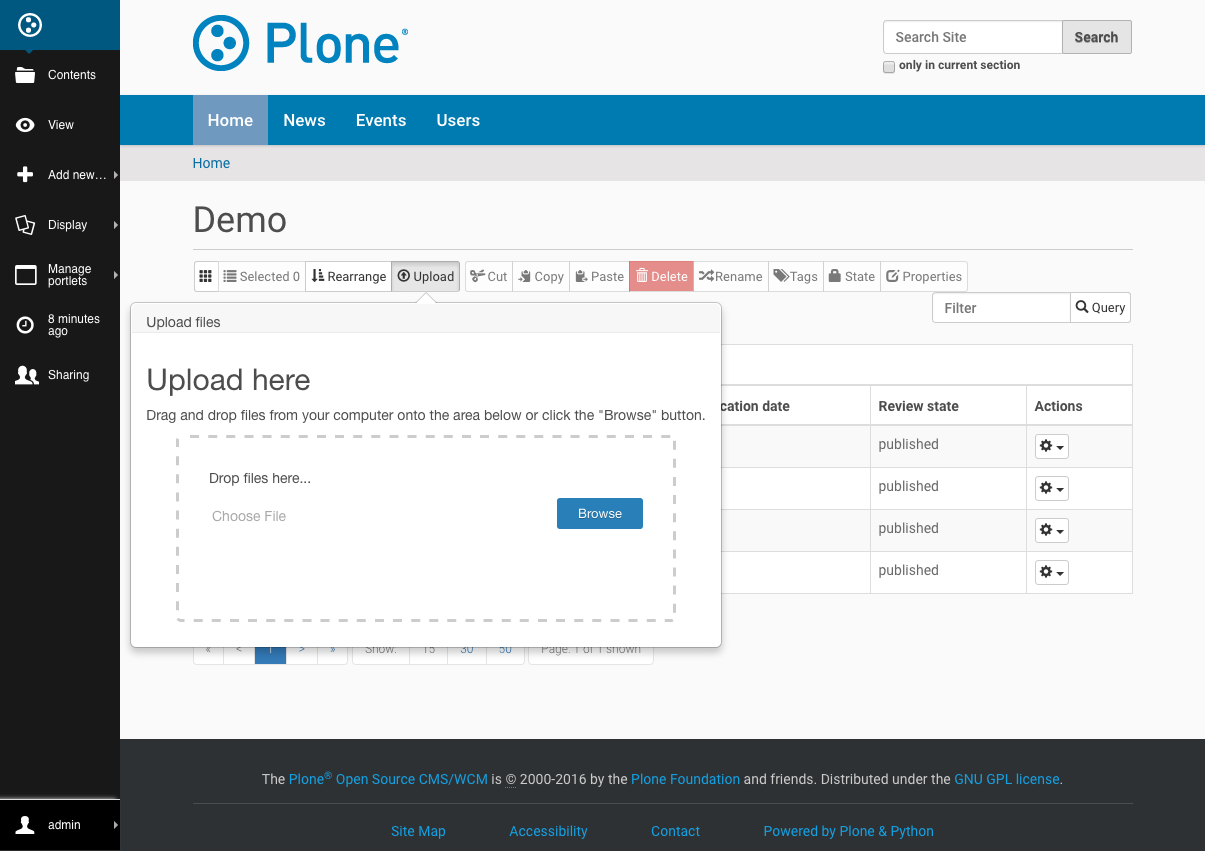 Plone®
Search Site
Search
only in current section
Contents
View
Add new…
Display
Manage
portlets
8 minutes
ago
Sharing
admin
Home
News
Events
Users
Home
Demo
Selected 0
Rearrange
Upload
Cut
Copy
Paste
Delete
Rename
Tags
State
Properties
Filter
Query
Upload files
Upload here
Drag and drop files from your computer onto the area below or click the "Browse" button.
Drop files here...
Choose File
Browse
cation date
Review state
Actions
published
published
published
published
« < 1 > »
Show: 15 30 50
Page: 1 of 1 shown
The Plone® Open Source CMS/WCM is © 2000-2016 by the Plone Foundation and friends. Distributed under the GNU GPL license.
Site Map
Accessibility
Contact
Powered by Plone & Python